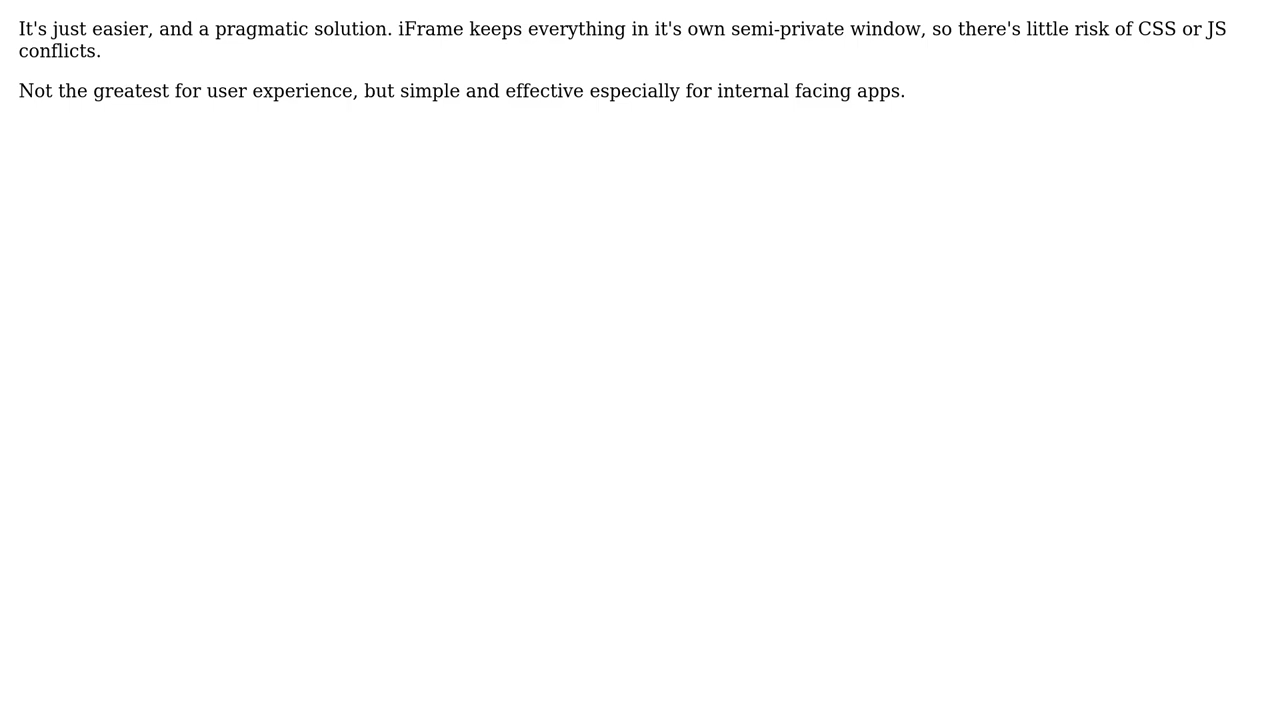 It's just easier, and a pragmatic solution. iFrame keeps everything in it's own semi-private window, so there's little risk of CSS or JS
conflicts.
Not the greatest for user experience, but simple and effective especially for internal facing apps.